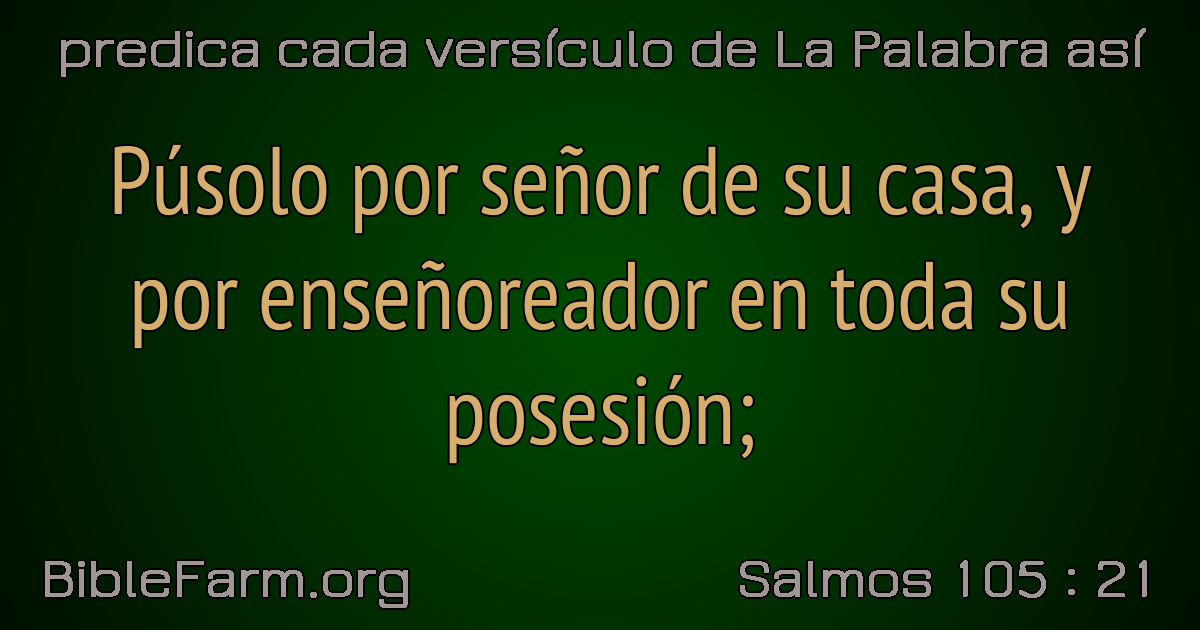 predica cada versículo de La Palabra así
Púsolo por señor de su casa, y
por enseñoreador en toda su
posesión;
BibleFarm.org
Salmos 105 : 21